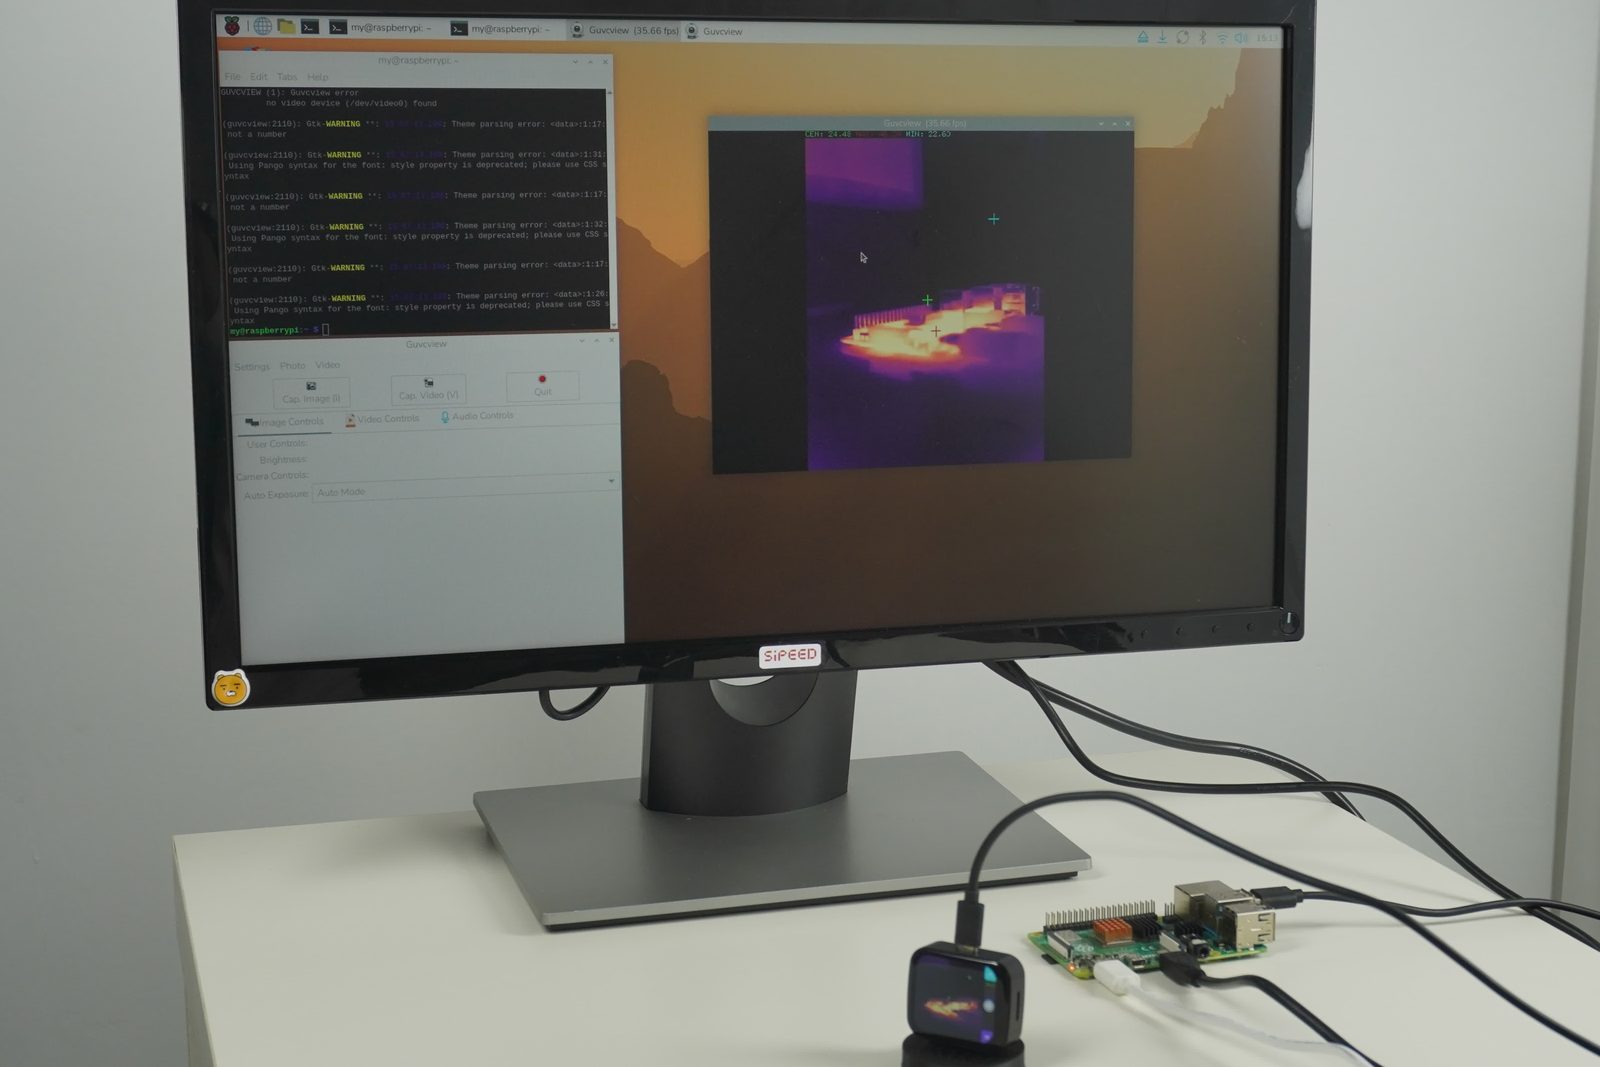 my@raspberrypi: ~
my@raspberrypi: ~
Guvcview (35.66 fps)
Guvcview
16:13
my@raspberrypi: ~
File Edit Tabs Help
GUVCVIEW (1): Guvcview error
no video device (/dev/video0) found
(guvcview:2110): Gtk-WARNING **: : Theme parsing error: <data>:1:17:
not a number
(guvcview:2110): Gtk-WARNING **: : Theme parsing error: <data>:1:31:
Using Pango syntax for the font: style property is deprecated; please use CSS s
yntax
(guvcview:2110): Gtk-WARNING **: : Theme parsing error: <data>:1:17:
not a number
(guvcview:2110): Gtk-WARNING **: : Theme parsing error: <data>:1:32:
Using Pango syntax for the font: style property is deprecated; please use CSS s
yntax
(guvcview:2110): Gtk-WARNING **: : Theme parsing error: <data>:1:17:
not a number
(guvcview:2110): Gtk-WARNING **: : Theme parsing error: <data>:1:26:
Using Pango syntax for the font: style property is deprecated; please use CSS s
yntax
my@raspberrypi:~ $
Guvcview
Settings Photo Video
Cap. Image (I)
Cap. Video (V)
Quit
Image Controls
Video Controls
Audio Controls
User Controls:
Brightness:
Camera Controls:
Auto Exposure: Auto Mode
Guvcview (35.66 fps)
CEN: 24.48 MIN: 22.63
SiPEED